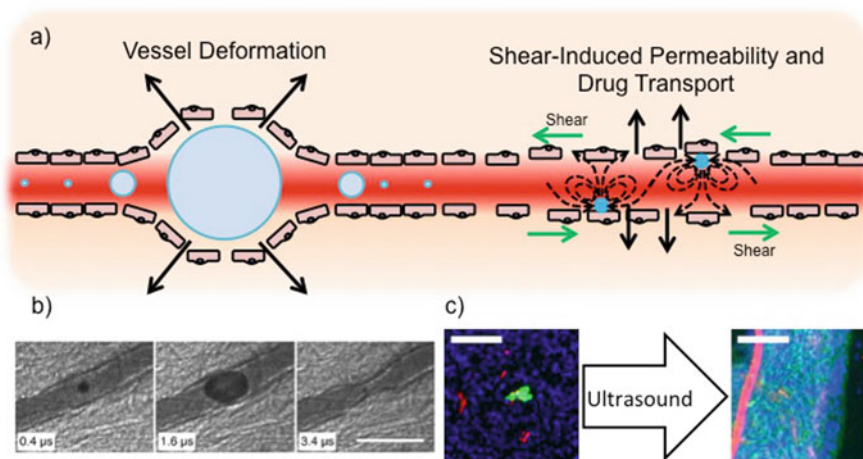 a)
Vessel Deformation
Shear-Induced Permeability and
Drug Transport
Shear
Shear
b)
0.4 µs
1.6 µs
3.4 µs
c)
Ultrasound